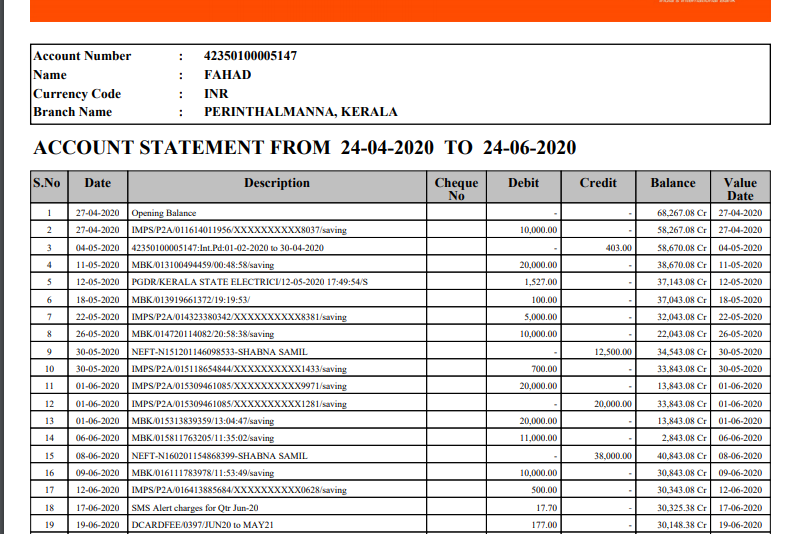 Account Number : 42350100005147
Name : FAHAD
Currency Code : INR
Branch Name : PERINTHALMANNA, KERALA
ACCOUNT STATEMENT FROM 24-04-2020 TO 24-06-2020
S.No Date Description Cheque No Debit Credit Balance Value Date
1 27-04-2020 Opening Balance - - 68,267.08 Cr 27-04-2020
2 27-04-2020 IMPS/P2A/011614011956/XXXXXXXXXX8037/saving 10,000.00 - 58,267.08 Cr 27-04-2020
3 04-05-2020 42350100005147:Int.Pd:01-02-2020 to 30-04-2020 - 403.00 58,670.08 Cr 04-05-2020
4 11-05-2020 MBK/013100494459/00:48:58/saving 20,000.00 - 38,670.08 Cr 11-05-2020
5 12-05-2020 PGDR/KERALA STATE ELECTRICI/12-05-2020 17:49:54/S 1,527.00 - 37,143.08 Cr 12-05-2020
6 18-05-2020 MBK/013919661372/19:19:53/ 100.00 - 37,043.08 Cr 18-05-2020
7 22-05-2020 IMPS/P2A/014323380342/XXXXXXXXXX8381/saving 5,000.00 - 32,043.08 Cr 22-05-2020
8 26-05-2020 MBK/014720114082/20:58:38/saving 10,000.00 - 22,043.08 Cr 26-05-2020
9 30-05-2020 NEFT-N151201146098533-SHABNA SAMIL - 12,500.00 34,543.08 Cr 30-05-2020
10 30-05-2020 IMPS/P2A/015118654844/XXXXXXXXXX1433/saving 700.00 - 33,843.08 Cr 30-05-2020
11 01-06-2020 IMPS/P2A/015309461085/XXXXXXXXXX9971/saving 20,000.00 - 13,843.08 Cr 01-06-2020
12 01-06-2020 IMPS/P2A/015309461085/XXXXXXXXXX1281/saving - 20,000.00 33,843.08 Cr 01-06-2020
13 01-06-2020 MBK/015313839359/13:04:47/saving 20,000.00 - 13,843.08 Cr 01-06-2020
14 06-06-2020 MBK/015811763205/11:35:02/saving 11,000.00 - 2,843.08 Cr 06-06-2020
15 08-06-2020 NEFT-N160201154868399-SHABNA SAMIL - 38,000.00 40,843.08 Cr 08-06-2020
16 09-06-2020 MBK/016111783978/11:53:49/saving 10,000.00 - 30,843.08 Cr 09-06-2020
17 12-06-2020 IMPS/P2A/016413885684/XXXXXXXXXX0628/saving 500.00 - 30,343.08 Cr 12-06-2020
18 17-06-2020 SMS Alert charges for Qtr Jun-20 17.70 - 30,325.38 Cr 17-06-2020
19 19-06-2020 DCARDFEE/0397/JUN20 to MAY21 177.00 - 30,148.38 Cr 19-06-2020